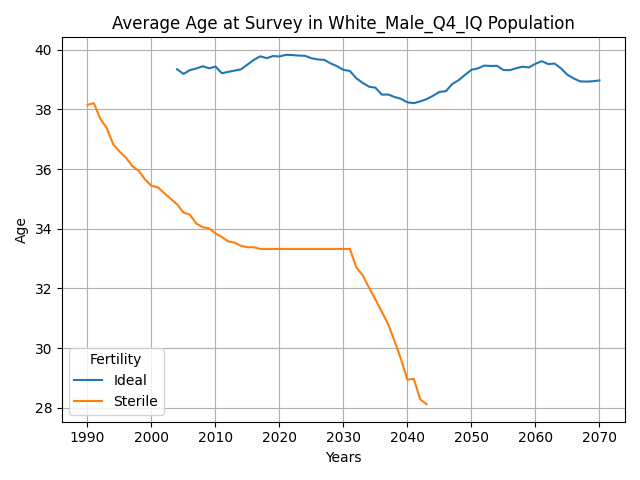 Average Age at Survey in White_Male_Q4_IQ Population
40
38
36
34
32
30
28
Age
Fertility
Ideal
Sterile
1990 2000 2010 2020 2030 2040 2050 2060 2070
Years